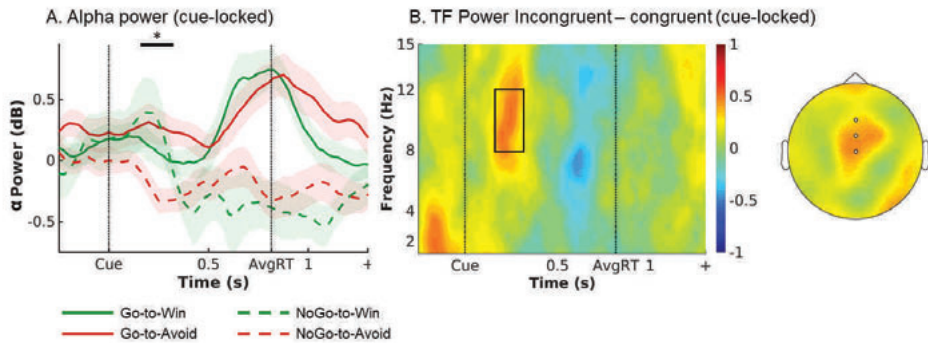 A. Alpha power (cue-locked)
*
0.5
0
-0.5
α Power (dB)
Cue
0.5
AvgRT
1
+
Time (s)
Go-to-Win
NoGo-to-Win
Go-to-Avoid
NoGo-to-Avoid
B. TF Power Incongruent – congruent (cue-locked)
15
12
8
4
2
Frequency (Hz)
Cue
0.5
AvgRT
1
+
Time (s)
1
0.5
0
-0.5
-1